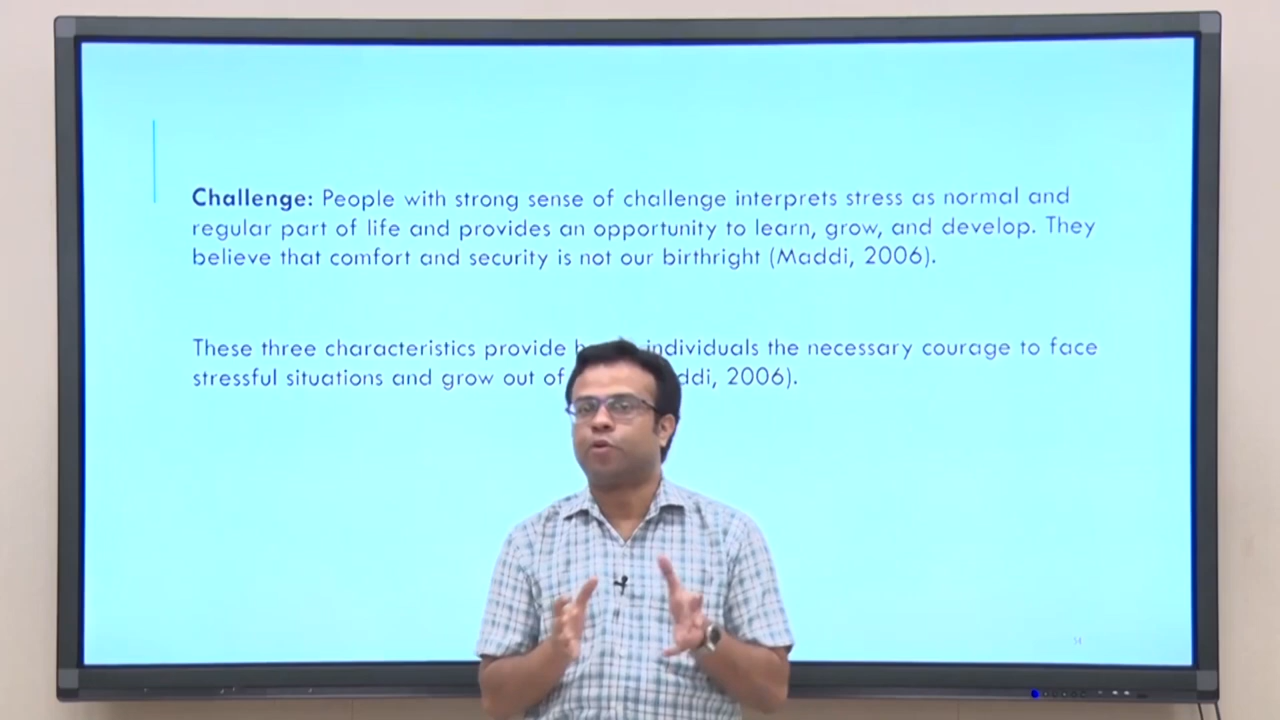 Challenge: People with strong sense of challenge interprets stress as normal and
regular part of life and provides an opportunity to learn, grow, and develop. They
believe that comfort and security is not our birthright (Maddi, 2006).
These three characteristics provide individuals the necessary courage to face
stressful situations and grow out of 2006).
14